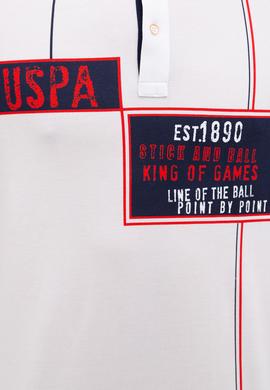 USPA
EST.1890
STICK AND BALL
KING OF GAMES
LINE OF THE BALL
POINT BY POINT